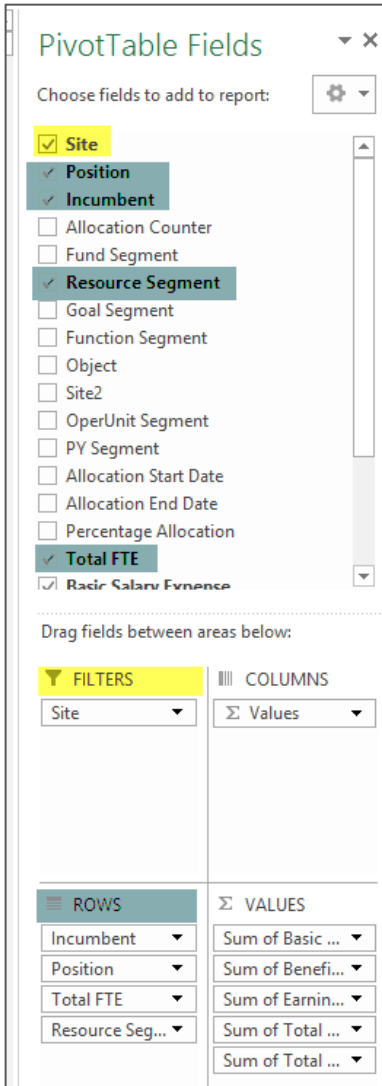 PivotTable Fields
Choose fields to add to report:
Site
Position
Incumbent
Allocation Counter
Fund Segment
Resource Segment
Goal Segment
Function Segment
Object
Site2
OperUnit Segment
PY Segment
Allocation Start Date
Allocation End Date
Percentage Allocation
Total FTE
Basic Salary Expense
Drag fields between areas below:
FILTERS
Site
COLUMNS
Σ Values
ROWS
Incumbent
Position
Total FTE
Resource Seg...
Σ VALUES
Sum of Basic ...
Sum of Benefi...
Sum of Earnin...
Sum of Total ...
Sum of Total ...